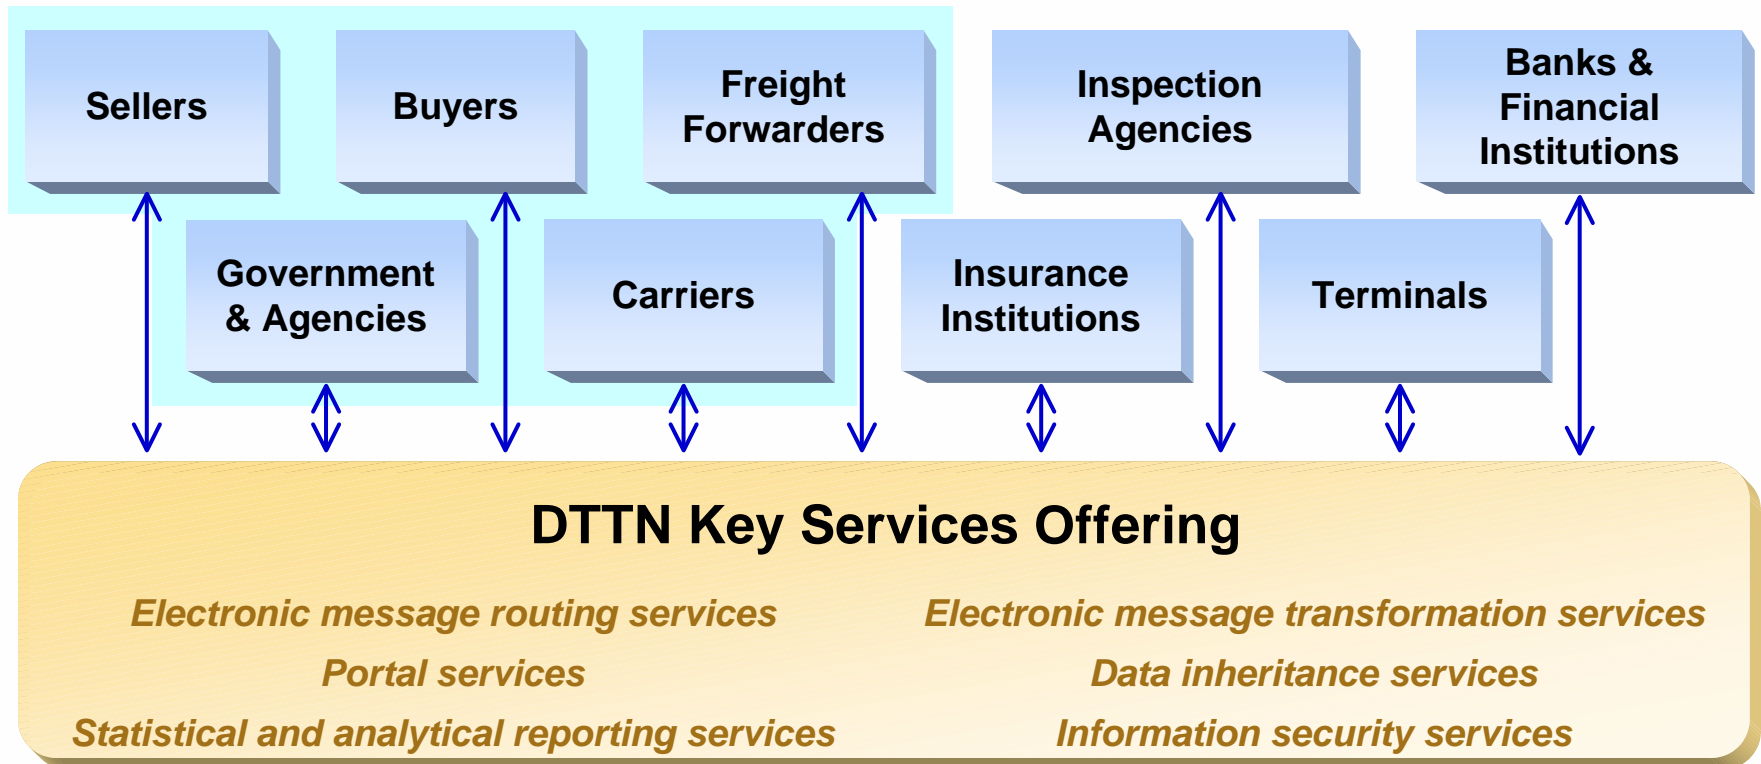 Sellers
Buyers
Freight
Forwarders
Inspection
Agencies
Banks &
Financial
Institutions
Government
& Agencies
Carriers
Insurance
Institutions
Terminals
DTTN Key Services Offering
Electronic message routing services
Electronic message transformation services
Portal services
Data inheritance services
Statistical and analytical reporting services
Information security services